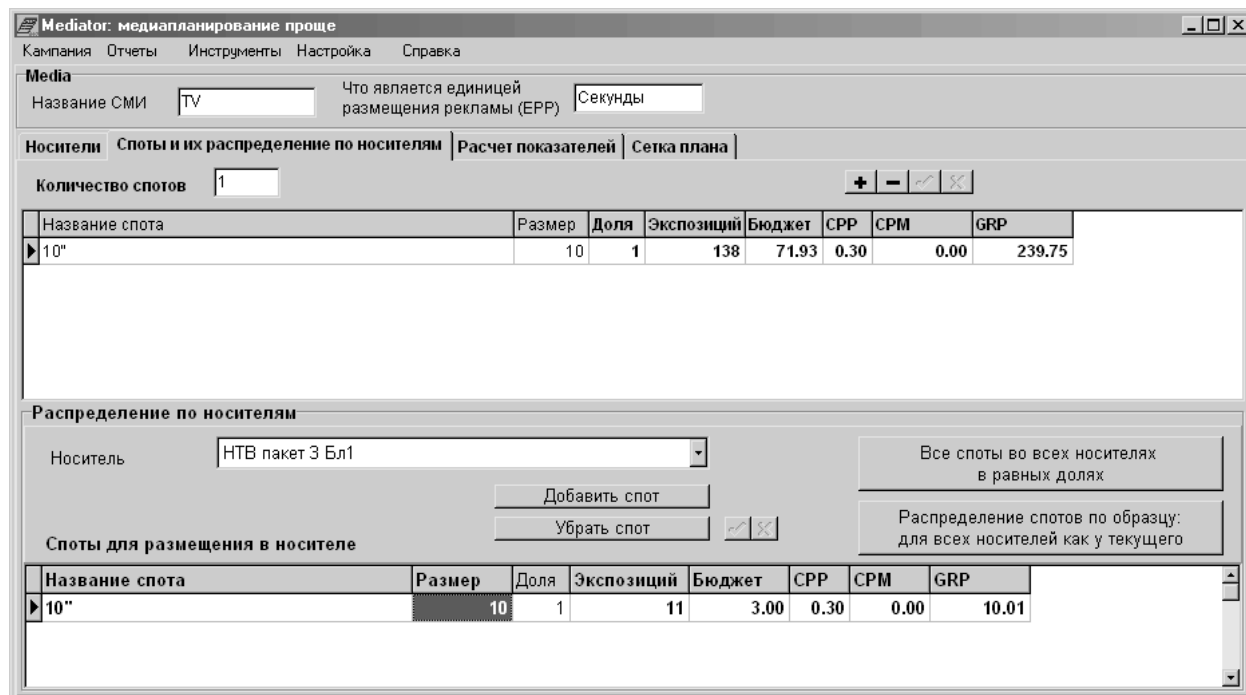 Mediator: медиапланирование проще
Кампания Отчеты Инструменты Настройка Справка
Media
Название СМИ TV Что является единицей размещения рекламы (ЕРР) Секунды
Носители Споты и их распределение по носителям Расчет показателей Сетка плана
Количество спотов 1
Название спота Размер Доля Экспозиций Бюджет CPP CPM GRP
10" 10 1 138 71.93 0.30 0.00 239.75
Распределение по носителям
Носитель НТВ пакет 3 Бл1
Все споты во всех носителях
в равных долях
Добавить спот
Убрать спот
Распределение спотов по образцу:
для всех носителей как у текущего
Споты для размещения в носителе
Название спота Размер Доля Экспозиций Бюджет CPP CPM GRP
10" 10 1 11 3.00 0.30 0.00 10.01